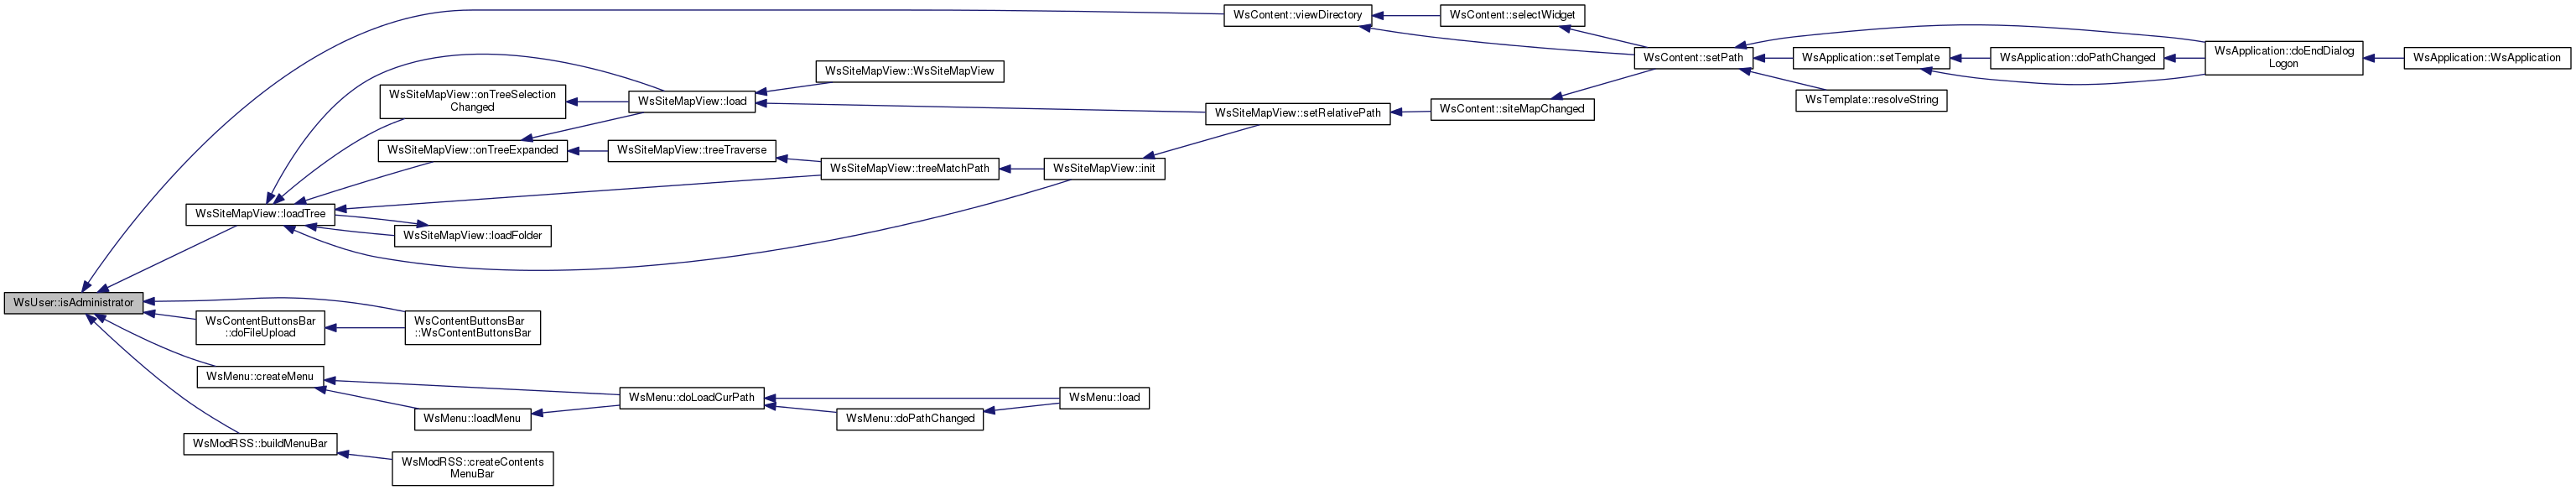 WsContent::viewDirectory
WsContent::selectWidget
WsContent::setPath
WsApplication::setTemplate
WsApplication::doPathChanged
WsApplication::doEndDialog
Logon
WsApplication::WsApplication
WsTemplate::resolveString
WsSiteMapView::WsSiteMapView
WsSiteMapView::onTreeSelection
Changed
WsSiteMapView::load
WsSiteMapView::setRelativePath
WsContent::siteMapChanged
WsSiteMapView::onTreeExpanded
WsSiteMapView::treeTraverse
WsSiteMapView::treeMatchPath
WsSiteMapView::init
WsSiteMapView::loadTree
WsSiteMapView::loadFolder
WsUser::isAdministrator
WsContentButtonsBar
::doFileUpload
WsContentButtonsBar
::WsContentButtonsBar
WsMenu::createMenu
WsMenu::doLoadCurPath
WsMenu::load
WsMenu::loadMenu
WsMenu::doPathChanged
WsModRSS::buildMenuBar
WsModRSS::createContents
MenuBar